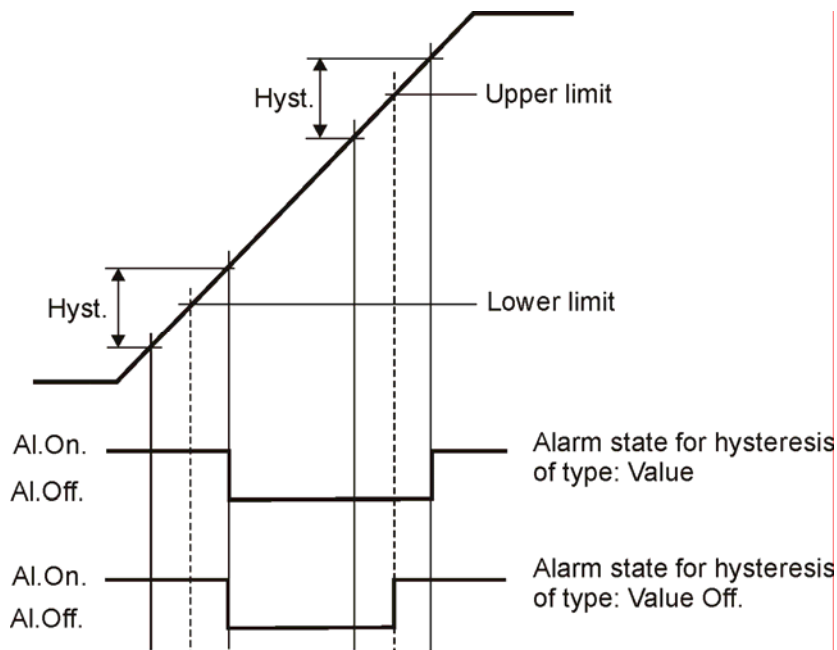 Hyst.
Upper limit
Hyst.
Lower limit
Al.On.
Alarm state for hysteresis
of type: Value
Al.Off.
Al.On.
Alarm state for hysteresis
of type: Value Off.
Al.Off.